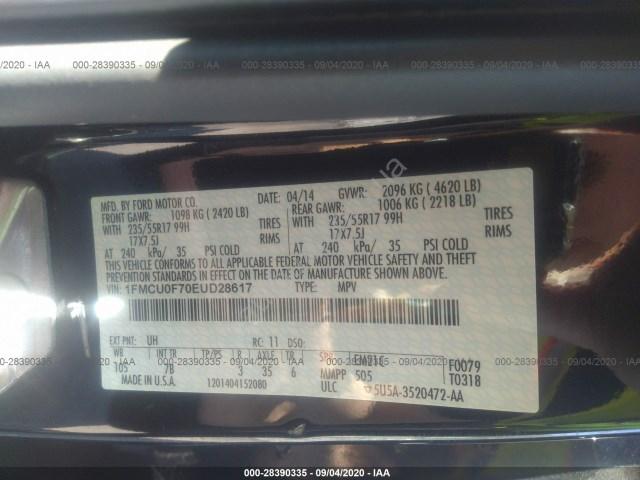 000-28390335 - 09/04/2020 - IAA
MFD. BY FORD MOTOR CO.
DATE: 04/14 GVWR: 2096 KG ( 4620 LB)
FRONT GAWR: 1098 KG ( 2420 LB)
REAR GAWR: 1006 KG ( 2218 LB)
WITH 235/55R17 99H TIRES
WITH 235/55R17 99H TIRES
17X7.5J RIMS
17X7.5J RIMS
AT 240 kPa/ 35 PSI COLD
AT 240 kPa/ 35 PSI COLD
THIS VEHICLE CONFORMS TO ALL APPLICABLE FEDERAL MOTOR VEHICLE SAFETY AND THEFT
PREVENTION STANDARDS IN EFFECT ON THE DATE OF MANUFACTURE SHOWN ABOVE.
VIN: 1FMCU0F70EUD28617
TYPE: MPV
EXT PNT: UH RC: 11 DSO:
WB INT TR TP/PS R AXLE TR SPR
105 7B 3 35 6
EM21C
MMPP 505
F0079
T0318
MADE IN U.S.A. 1201404152080
ULC 5U5A-3520472-AA
000-28390335 - 09/04/2020 - IAA